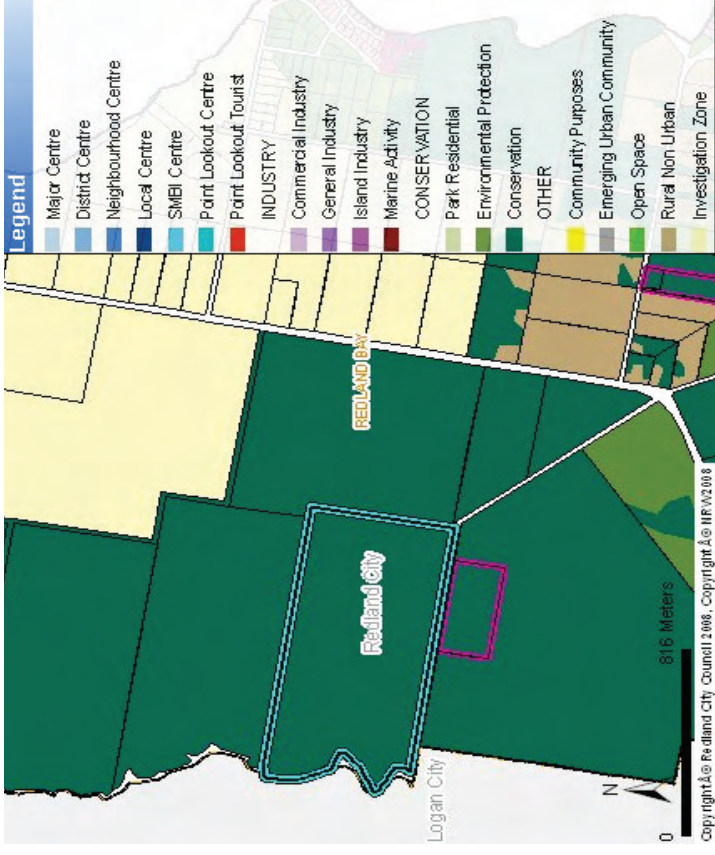 Legend
Major Centre
District Centre
Neighbourhood Centre
Local Centre
SMBI Centre
Point Lookout Centre
Point Lookout Tourist
INDUSTRY
Commercial Industry
General Industry
Island Industry
Marine Activity
CONSERVATION
Park Residential
Environmental Protection
Conservation
OTHER
Community Purposes
Emerging Urban Community
Open Space
Rural Non Urban
Investigation Zone
REDLAND BAY
Redland City
Logan City
N
0
816 Meters
Copyright Â© Redland City Council 2008, Copyright Â© NRW2008